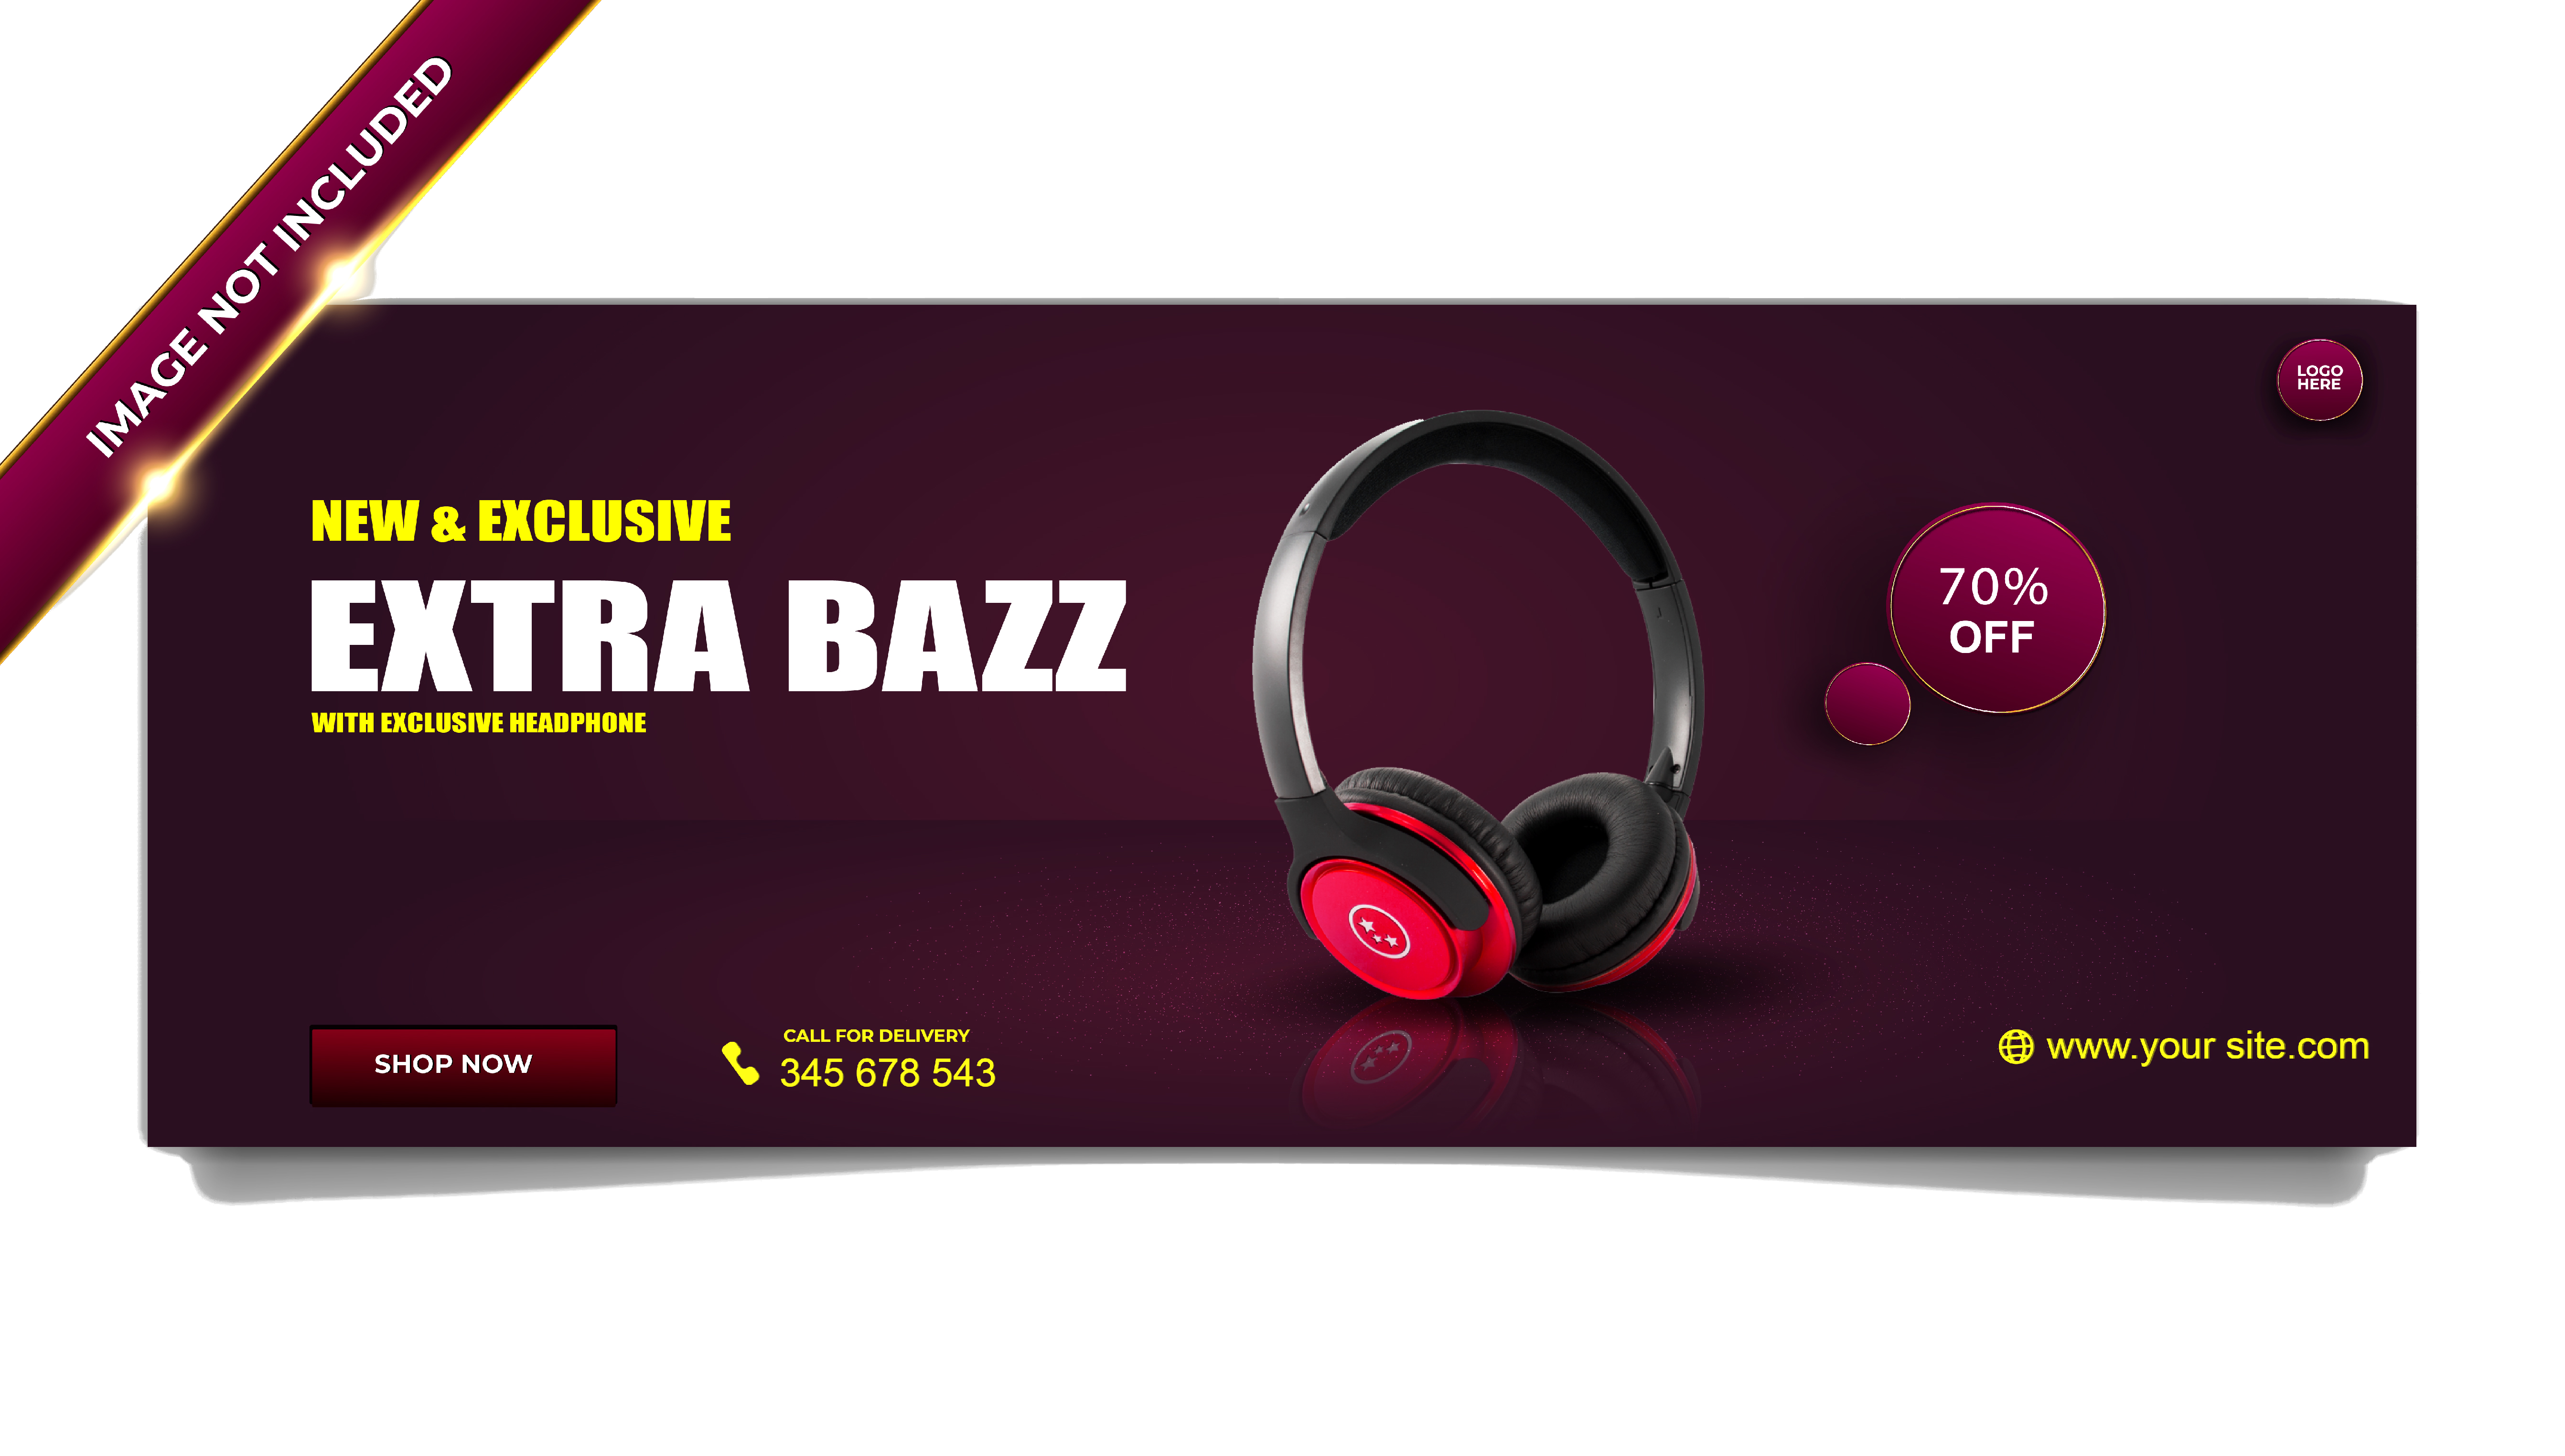 IMAGE NOT INCLUDED
LOGO
HERE
NEW & EXCLUSIVE
EXTRA BAZZ
WITH EXCLUSIVE HEADPHONE
70%
OFF
SHOP NOW
CALL FOR DELIVERY
345 678 543
www.your site.com